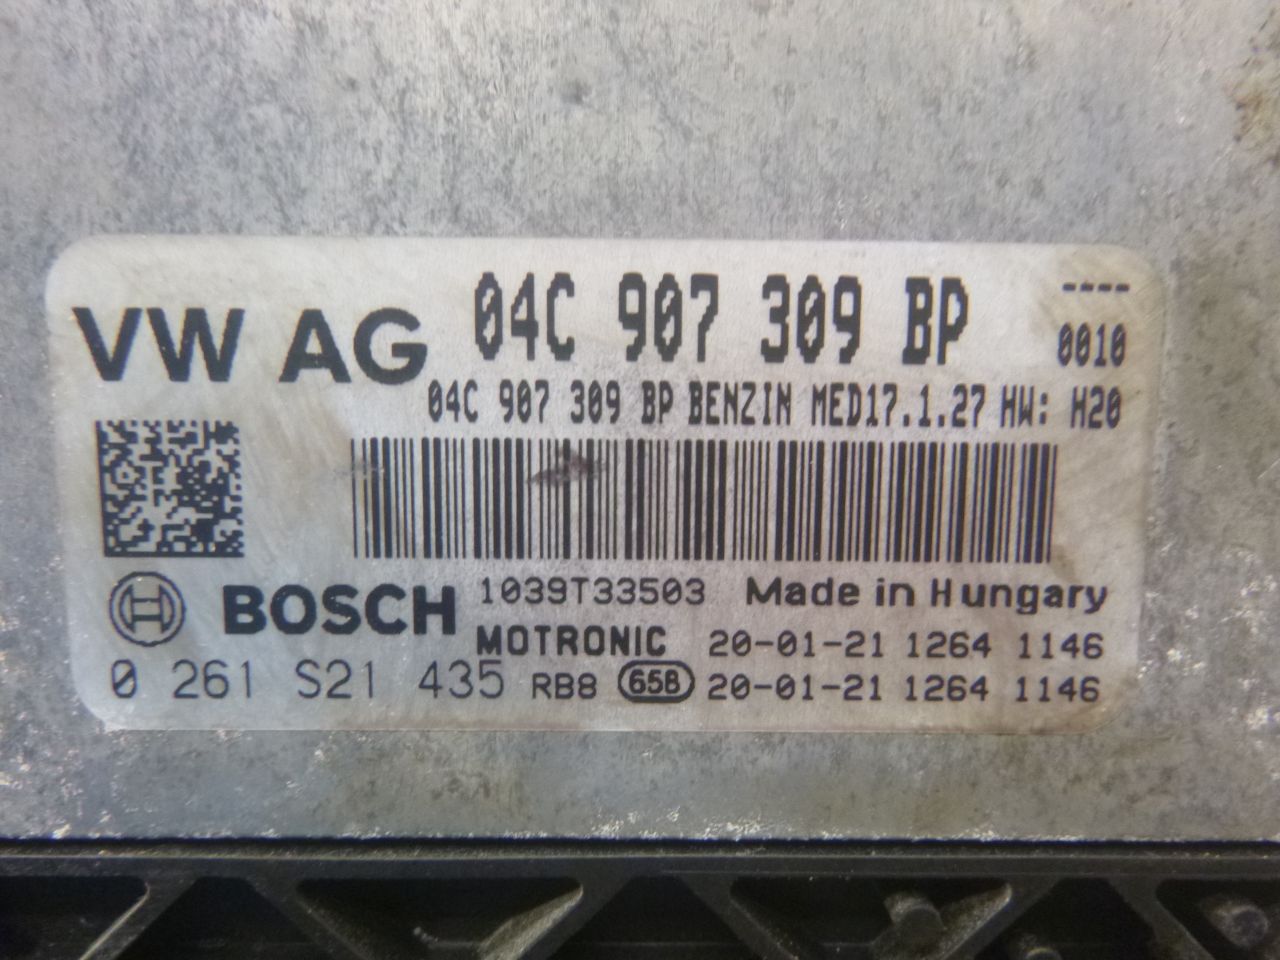 VW AG 04C 907 309 BP ----
0010
04C 907 309 BP BENZIN MED17.1.27 HW: H20
BOSCH 1039T33503 Made in Hungary
MOTRONIC 20-01-21 1264 1146
0 261 S21 435 RB8 65B 20-01-21 1264 1146